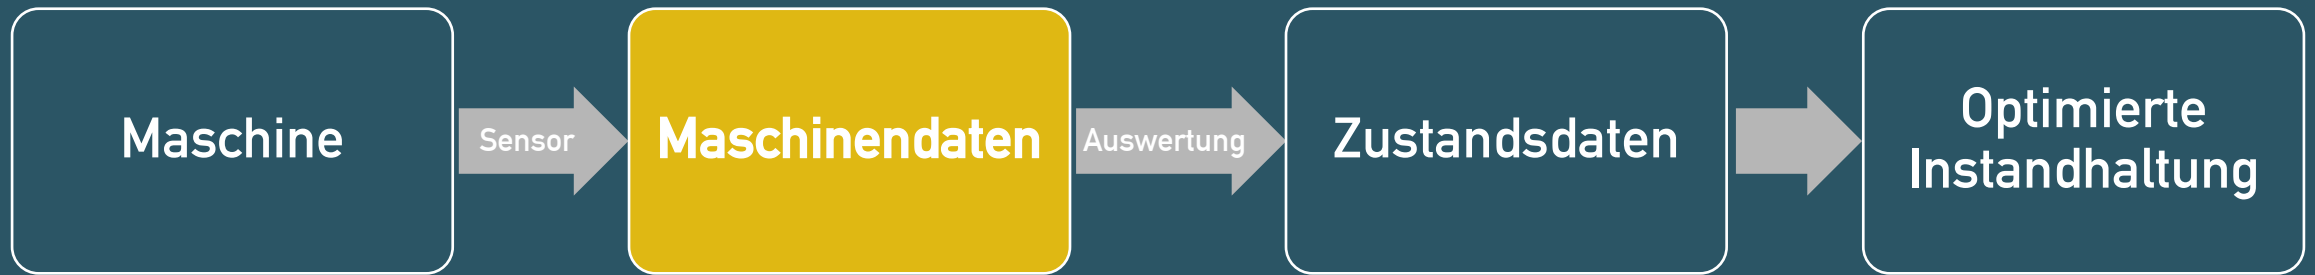 Maschine
Sensor
Maschinendaten
Auswertung
Zustandsdaten
Optimierte
Instandhaltung